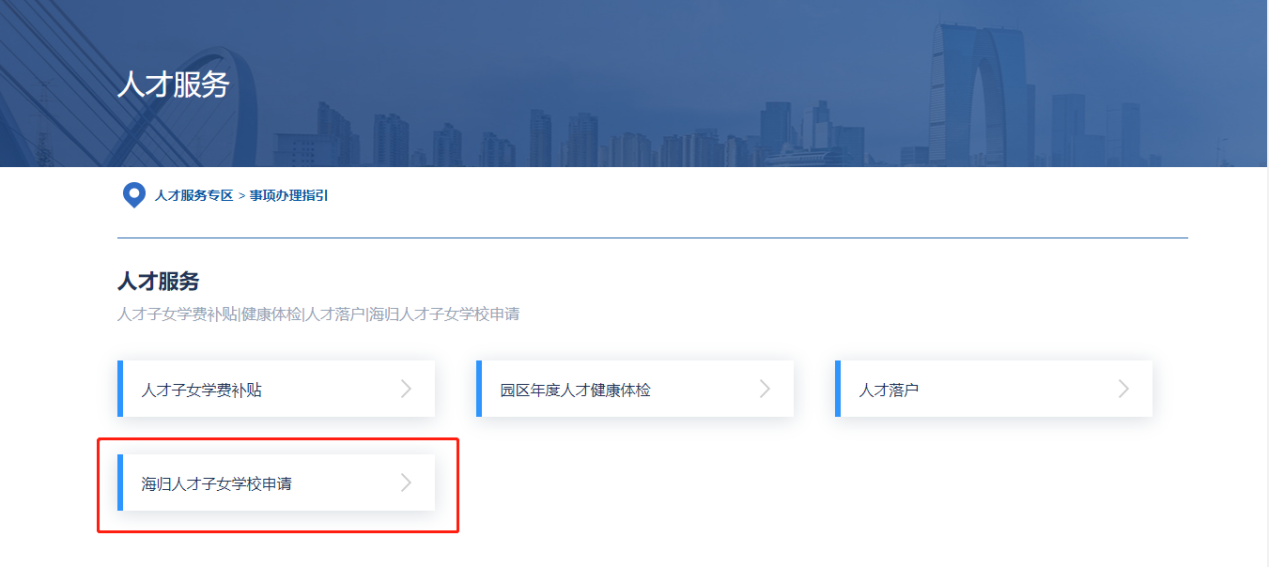 人才服务
人才服务专区 > 事项办理指引
人才服务
人才子女学费补贴|健康体检|人才落户|海归人才子女学校申请
人才子女学费补贴
园区年度人才健康体检
人才落户
海归人才子女学校申请